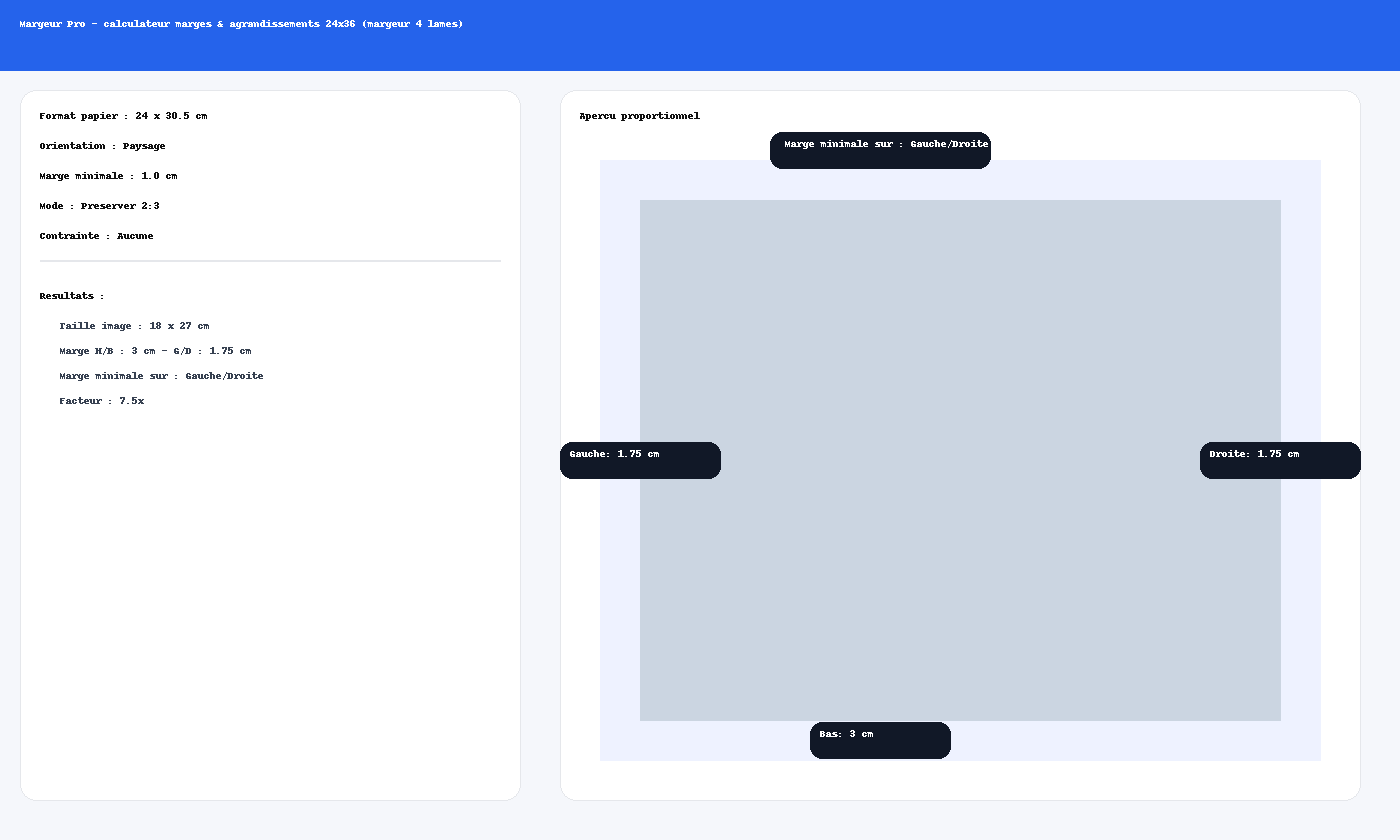 Margeur Pro - calculateur marges & agrandissements 24x36 (margeur 4 lames)
Format papier : 24 x 30.5 cm
Orientation : Paysage
Marge minimale : 1.0 cm
Mode : Preserver 2:3
Contrainte : Aucune
Resultats :
Taille image : 18 x 27 cm
Marge H/B : 3 cm - G/D : 1.75 cm
Marge minimale sur : Gauche/Droite
Facteur : 7.5x
Apercu proportionnel
Marge minimale sur : Gauche/Droite
Gauche: 1.75 cm
Droite: 1.75 cm
Bas: 3 cm